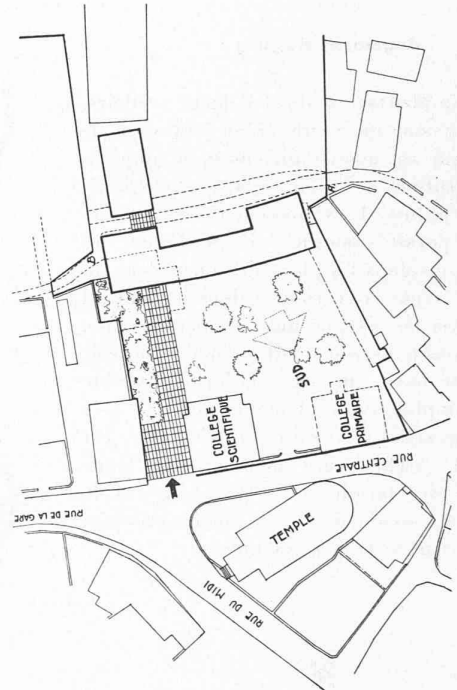 SUD
COLLEGE
SCIENTIFIQUE
COLLEGE
PRIMAIRE
RUE CENTRALE
RUE DE LA GARE
TEMPLE
RUE DU MIDI